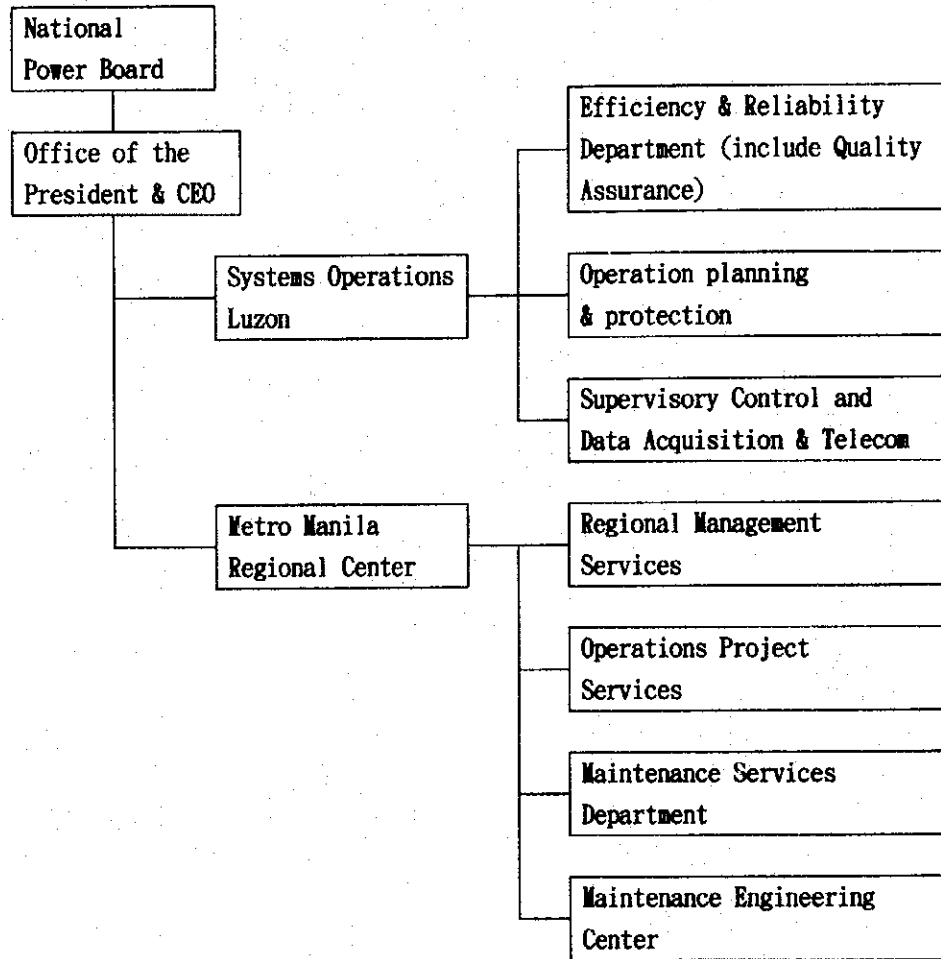 National
Power Board
Office of the
President & CEO
Systems Operations
Luzon
Efficiency & Reliability
Department (include Quality
Assurance)
Operation planning
& protection
Supervisory Control and
Data Acquisition & Telecom
Metro Manila
Regional Center
Regional Management
Services
Operations Project
Services
Maintenance Services
Department
Maintenance Engineering
Center